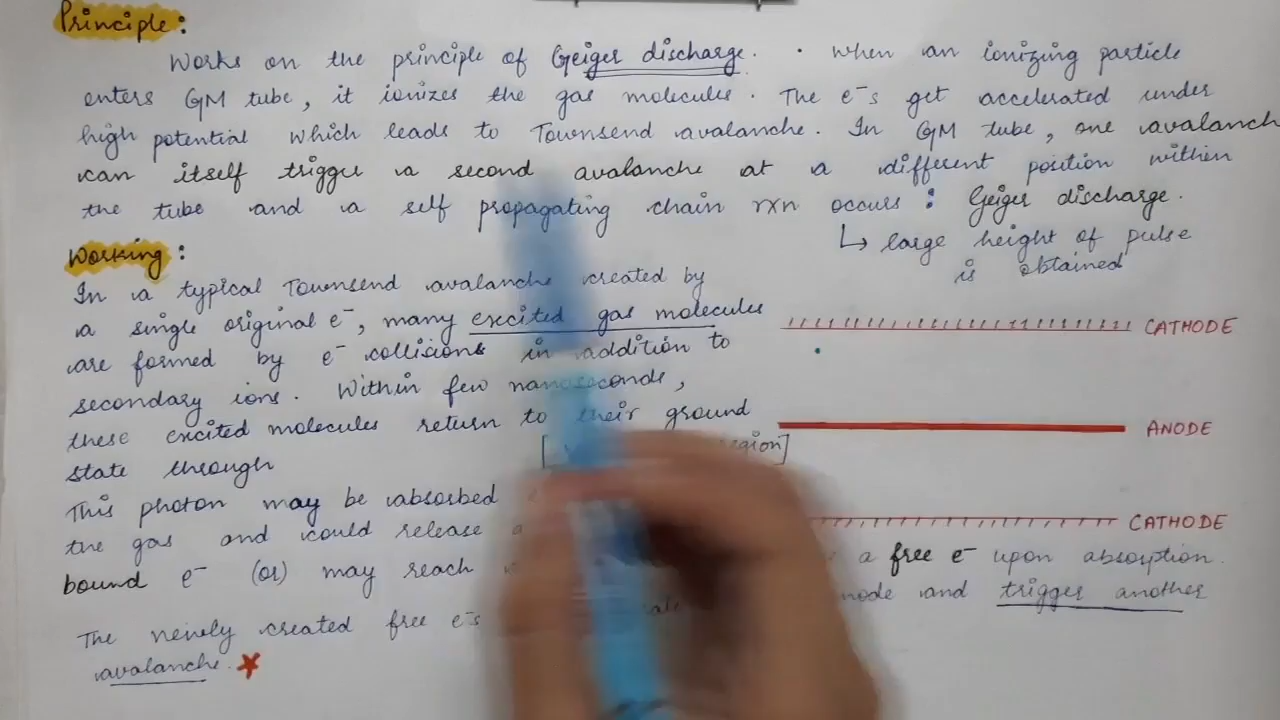 Principle:
Works on the principle of Geiger discharge. • when an ionizing particle
enters GM tube, it ionizes the gas molecules. The e⁻s get accelerated under
high potential which leads to Townsend avalanche. In GM tube, one avalanch
can itself trigger a second avalanche at a different position within
the tube and a self propagating chain rxn occurs : Geiger discharge.
↳ large height of pulse
is obtained
Working:
In a typical Townsend avalanche created by
a single original e⁻, many excited gas molecules
are formed by e⁻ collisions in addition to
secondary ions. Within few nanoseconds,
these excited molecules return to their ground
state through
This photon may be absorbed
the gas and could release
bound e⁻ (or) may reach
a free e⁻ upon absorption.
The newly created free e⁻s
and trigger another
avalanche.
CATHODE
ANODE
CATHODE